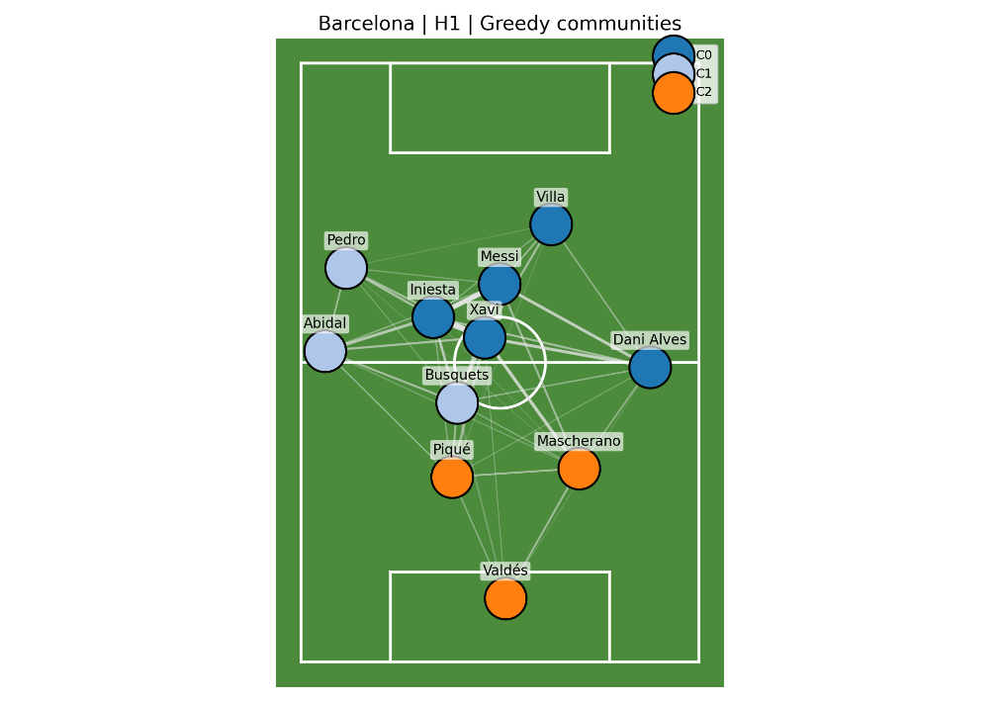 Barcelona | H1 | Greedy communities
C0
C1
C2
Villa
Pedro
Messi
Iniesta
Xavi
Abidal
Dani Alves
Busquets
Mascherano
Piqué
Valdés